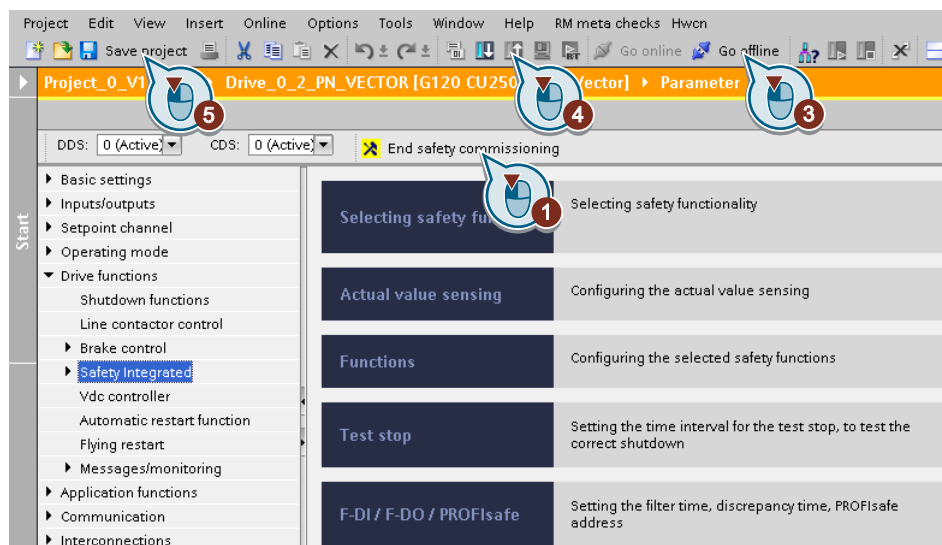 Project Edit View Insert Online Options Tools Window Help RM meta checks Hwcn
Save project Go online Go offline
Project_0_V1 Drive_0_2_PN_VECTOR [G120 CU250 Vector] Parameter
5 4 3
DDS: 0 (Active) CDS: 0 (Active) End safety commissioning
1
Start
Basic settings
Inputs/outputs
Setpoint channel
Operating mode
Drive functions
Shutdown functions
Line contactor control
Brake control
Safety Integrated
Vdc controller
Automatic restart function
Flying restart
Messages/monitoring
Application functions
Communication
Interconnections
Selecting safety
Selecting safety functionality
Actual value sensing
Configuring the actual value sensing
Functions
Configuring the selected safety functions
Test stop
Setting the time interval for the test stop, to test the
correct shutdown
F-DI / F-DO / PROFIsafe
Setting the filter time, discrepancy time, PROFIsafe
address